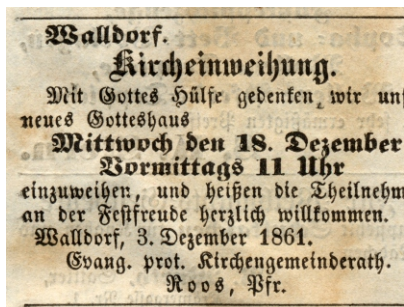 Walldorf.
Kircheinweihung.
Mit Gottes Hülfe gedenken wir uns
neues Gotteshaus
Mittwoch den 18. Dezember
Vormittags 11 Uhr
einzuweihen, und heißen die Theilnehm
an der Festfreude herzlich willkommen.
Walldorf, 3. Dezember 1861.
Evang. prot. Kirchengemeinderath.
Roos, Pfr.